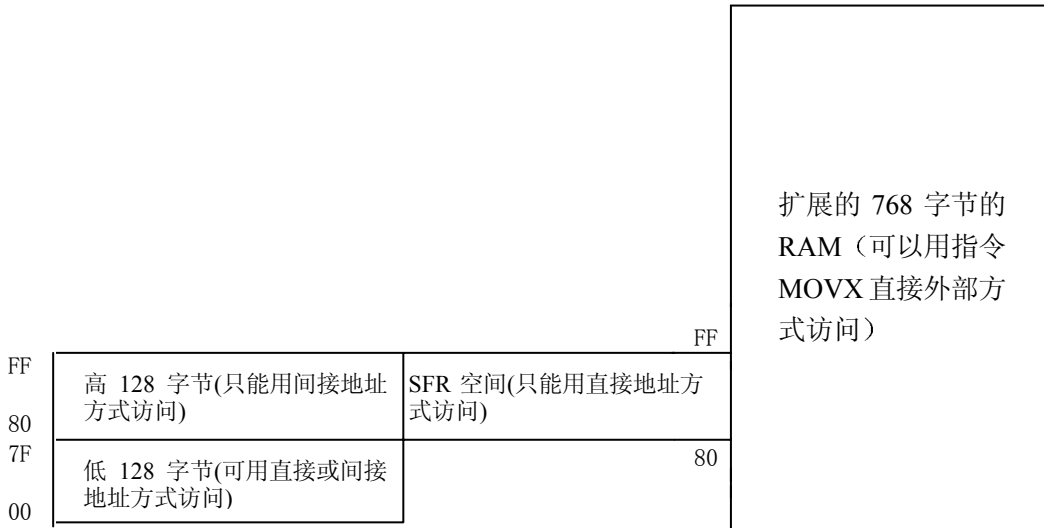 扩展的 768 字节的
RAM（可以用指令
MOVX 直接外部方
式访问）
FF
FF
高 128 字节(只能用间接地址
方式访问)
SFR 空间(只能用直接地址方
式访问)
80
7F
80
低 128 字节(可用直接或间接
地址方式访问)
00